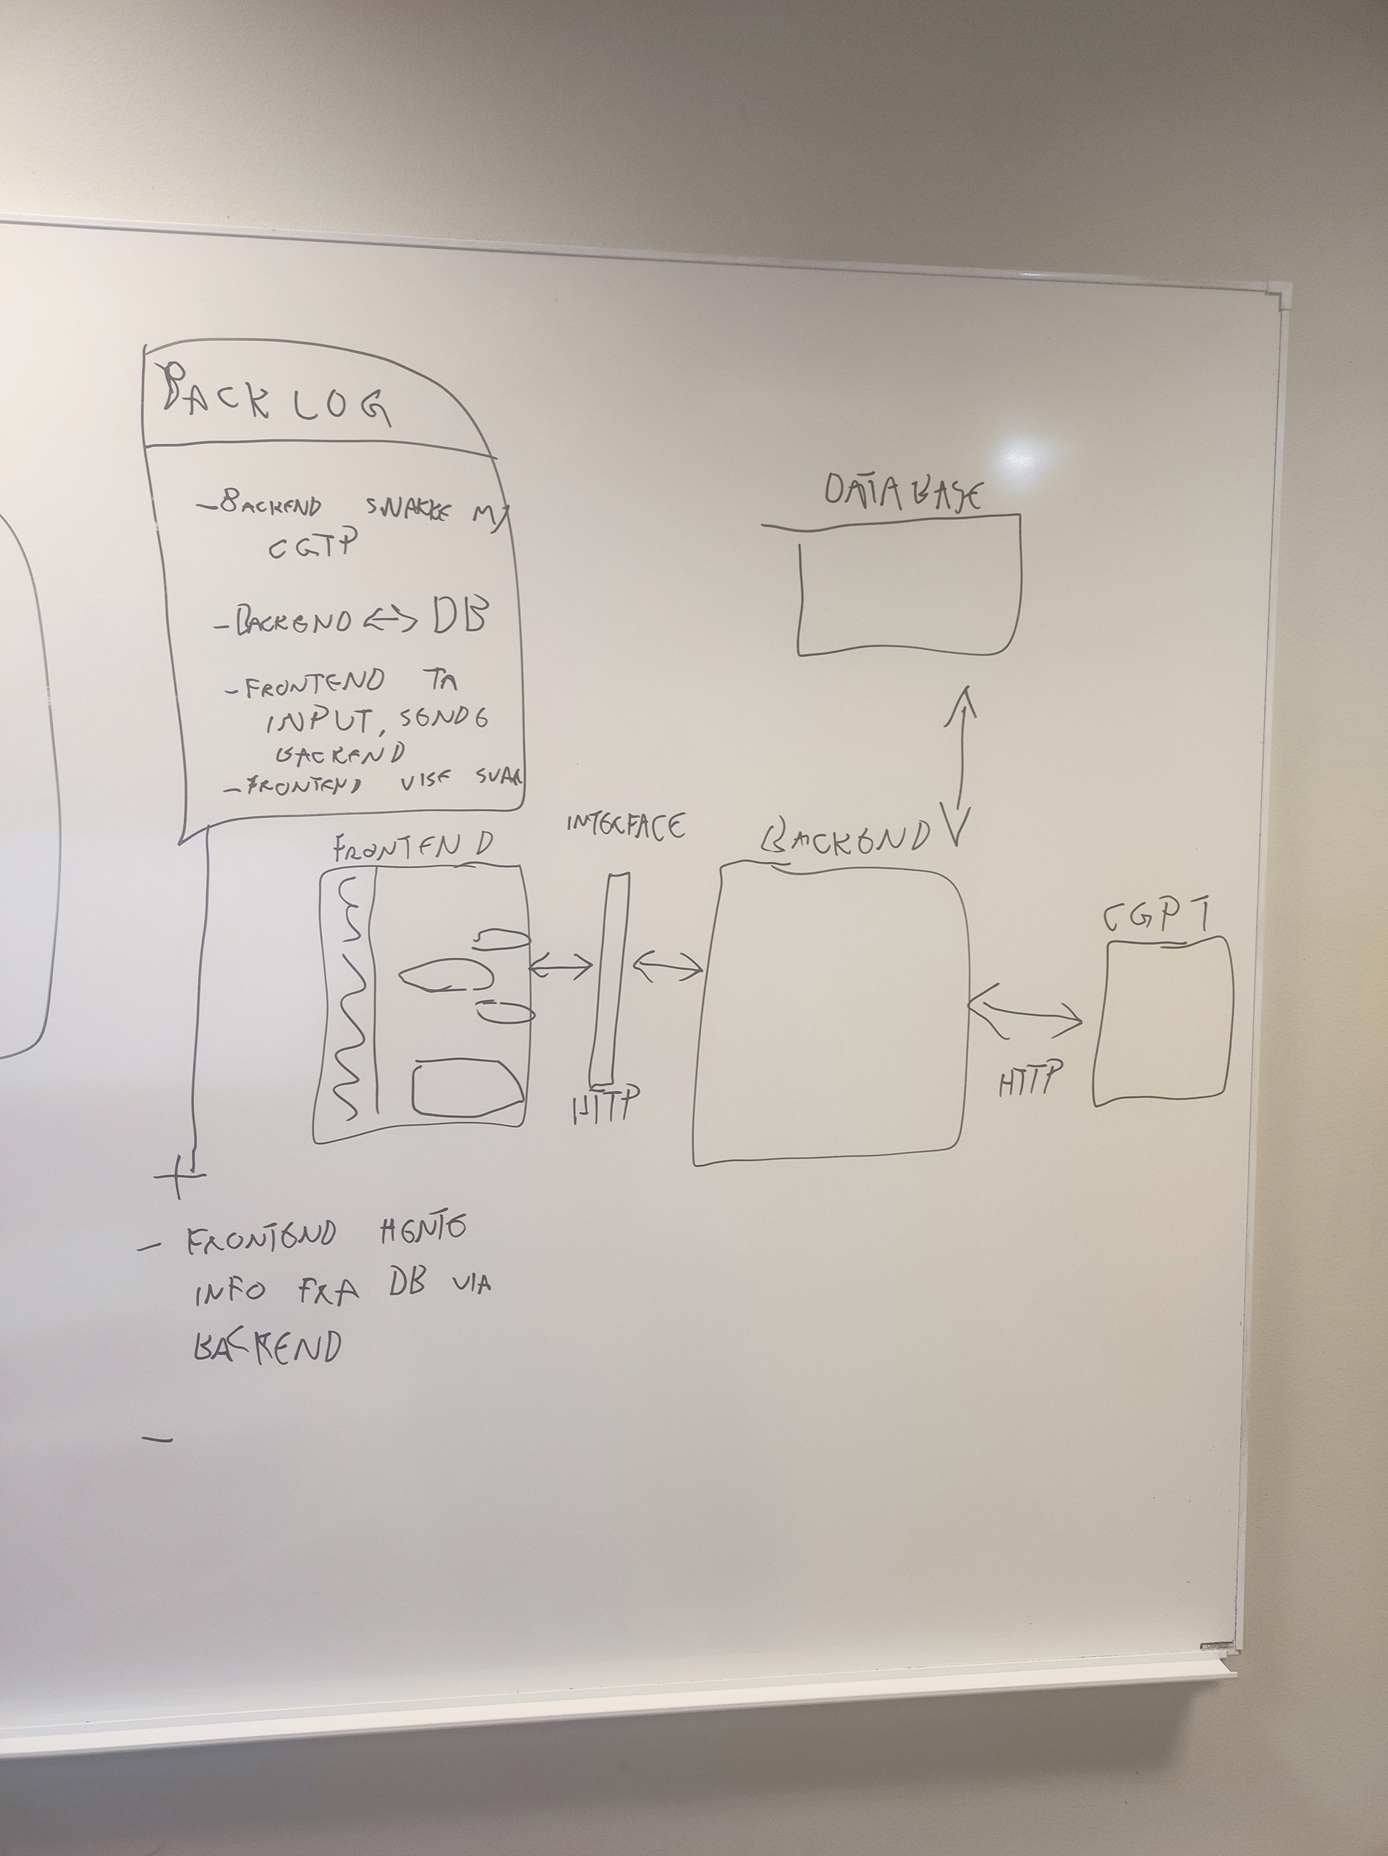 BACKLOG
- BACKEND SNAKKE M/
CGTP
- BACKEND <-> DB
- FRONTEND TA
INPUT, SENDE
BACKEND
- FRONTEND VISE SVAR
DATABASE
FRONTEND
INTERFACE
BACKEND
CGPT
HTTP
HTTP
- FRONTEND HENTE
INFO FRA DB VIA
BACKEND
-